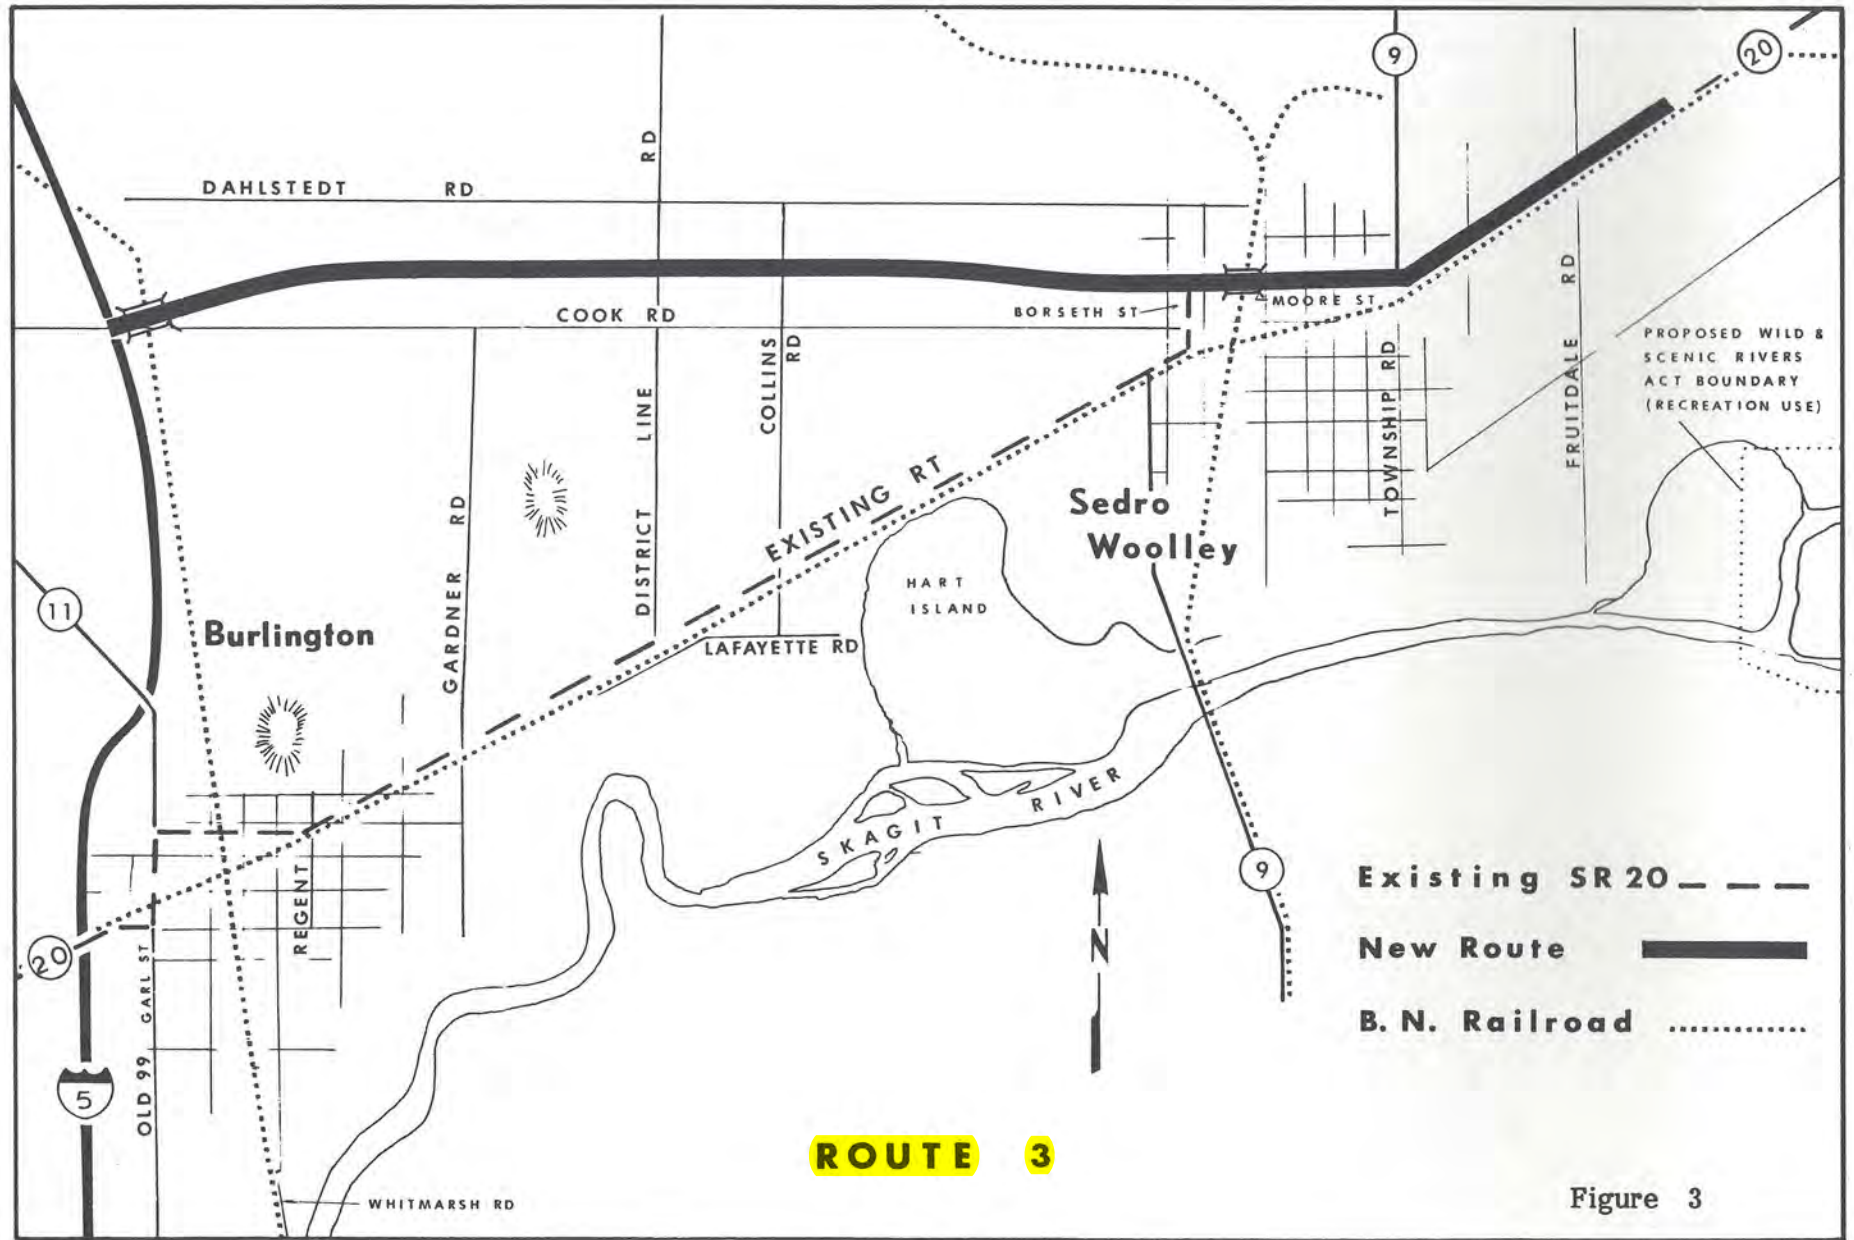 9
20
RD
DAHLSTEDT RD
COOK RD
BORSETH ST
MOORE ST
COLLINS RD
DISTRICT LINE
GARDNER RD
TOWNSHIP RD
FRUITDALE RD
PROPOSED WILD &
SCENIC RIVERS
ACT BOUNDARY
(RECREATION USE)
EXISTING RT
Sedro
Woolley
HART
ISLAND
11
Burlington
LAFAYETTE RD
SKAGIT RIVER
REGENT
20
OLD 99 GARL ST
5
9
N
Existing SR 20
New Route
B. N. Railroad
ROUTE 3
WHITMARSH RD
Figure 3